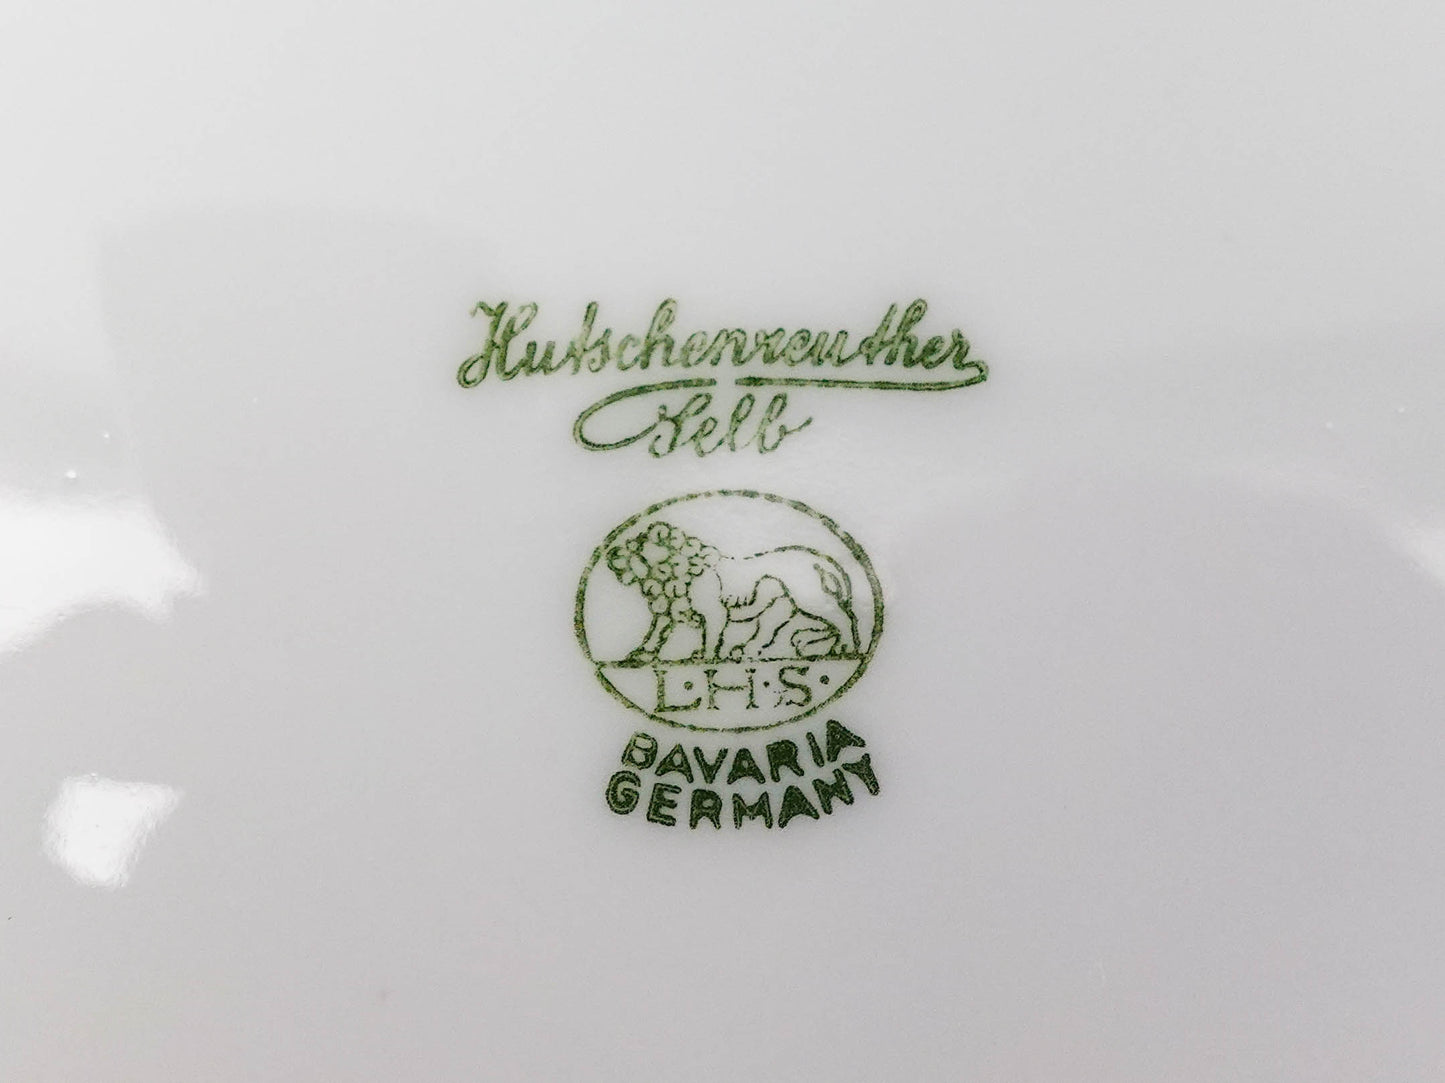 Hutschenreuther
Selb
L·H·S·
BAVARIA
GERMANY